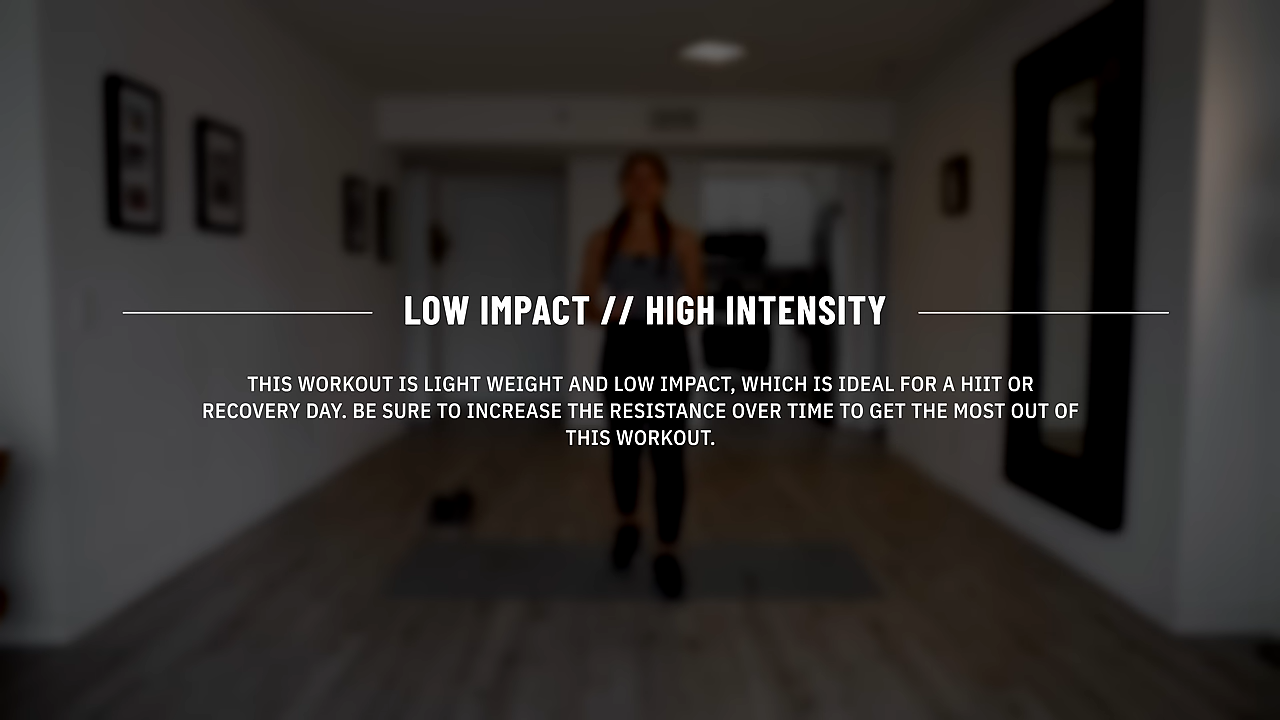 LOW IMPACT // HIGH INTENSITY
THIS WORKOUT IS LIGHT WEIGHT AND LOW IMPACT, WHICH IS IDEAL FOR A HIIT OR
RECOVERY DAY. BE SURE TO INCREASE THE RESISTANCE OVER TIME TO GET THE MOST OUT OF
THIS WORKOUT.